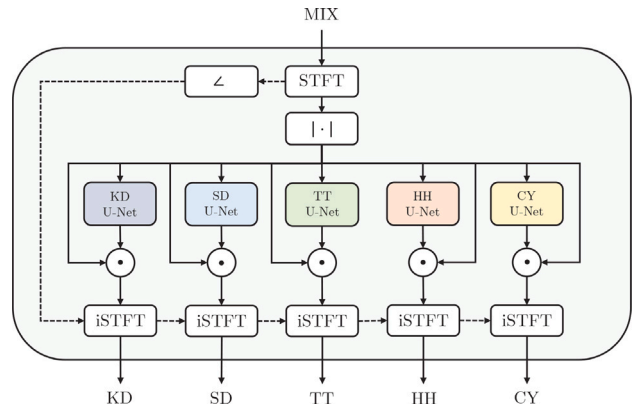 MIX
∠
STFT
|·|
KD
U-Net
SD
U-Net
TT
U-Net
HH
U-Net
CY
U-Net
iSTFT
iSTFT
iSTFT
iSTFT
iSTFT
KD
SD
TT
HH
CY